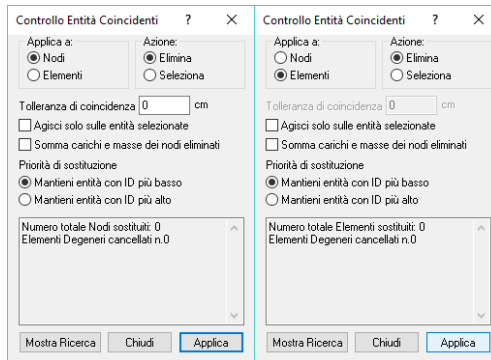 Controllo Entità Coincidenti ? ×
Applica a:
Azione:
Nodi
Elimina
Elementi
Seleziona
Tolleranza di coincidenza 0 cm
Agisci solo sulle entità selezionate
Somma carichi e masse dei nodi eliminati
Priorità di sostituzione
Mantieni entità con ID più basso
Mantieni entità con ID più alto
Numero totale Nodi sostituiti: 0
Elementi Degeneri cancellati n.0
Mostra Ricerca Chiudi Applica
Controllo Entità Coincidenti ? ×
Applica a:
Azione:
Nodi
Elimina
Elementi
Seleziona
Tolleranza di coincidenza 0 cm
Agisci solo sulle entità selezionate
Somma carichi e masse dei nodi eliminati
Priorità di sostituzione
Mantieni entità con ID più basso
Mantieni entità con ID più alto
Numero totale Elementi sostituiti: 0
Elementi Degeneri cancellati n.0
Mostra Ricerca Chiudi Applica